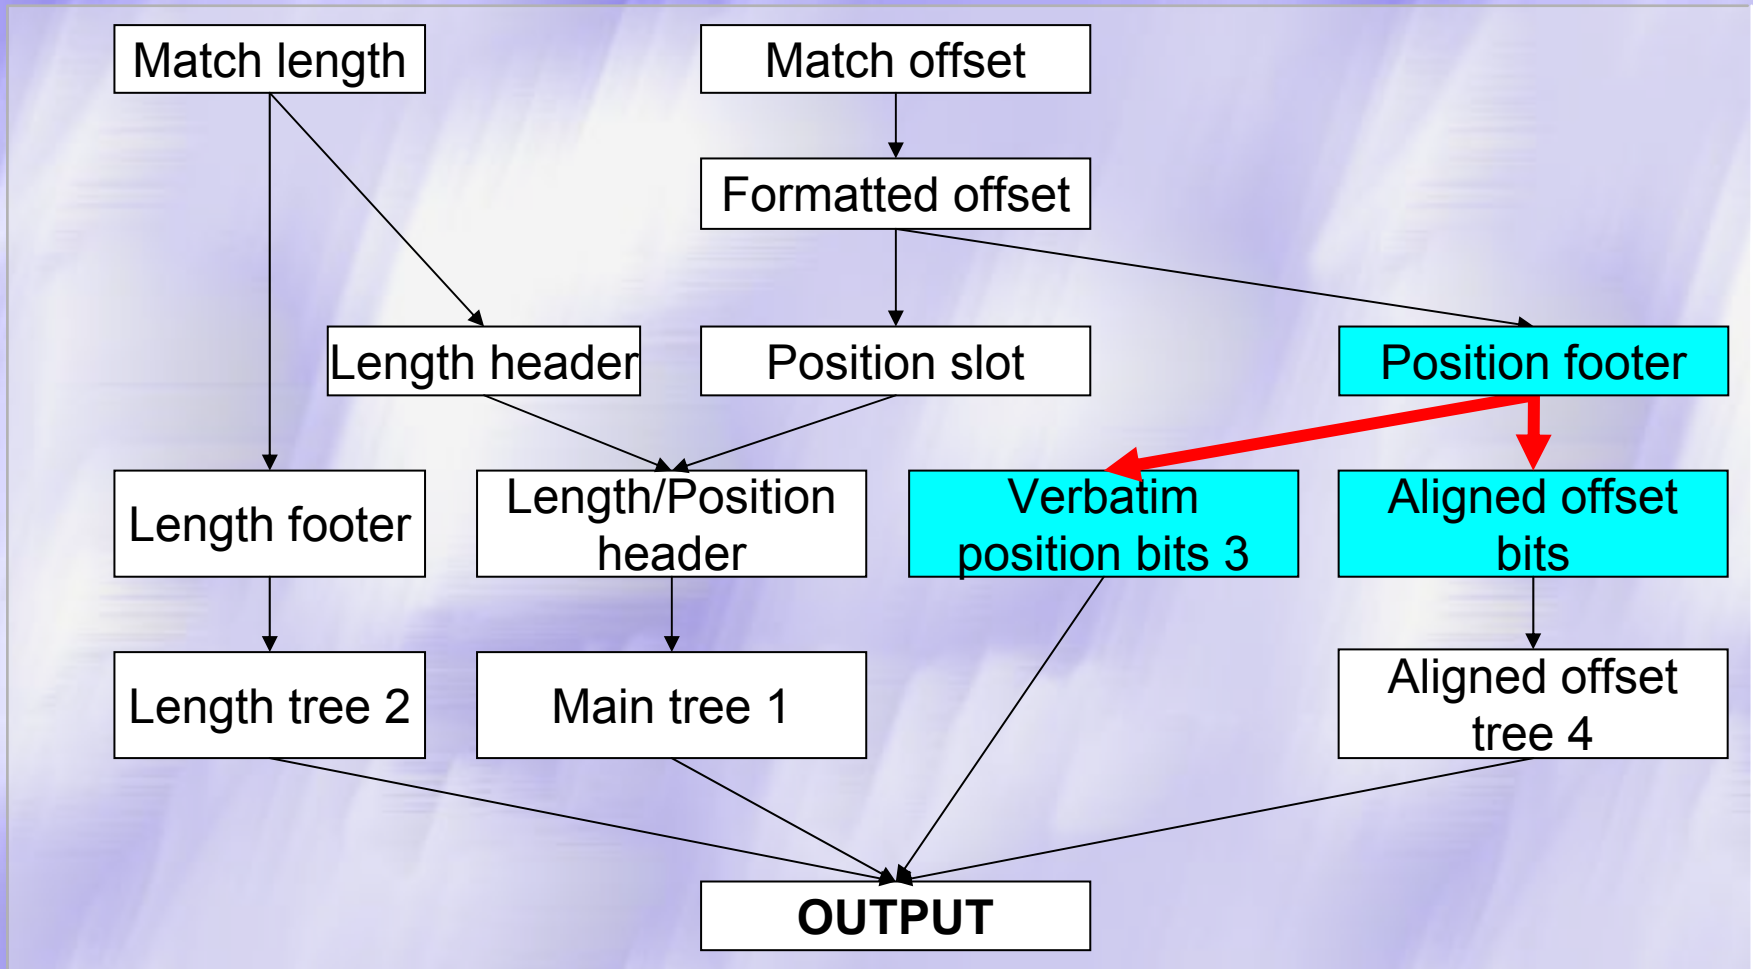 Match length
Match offset
Formatted offset
Length header
Position slot
Position footer
Length footer
Length/Position
header
Verbatim
position bits 3
Aligned offset
bits
Length tree 2
Main tree 1
Aligned offset
tree 4
OUTPUT